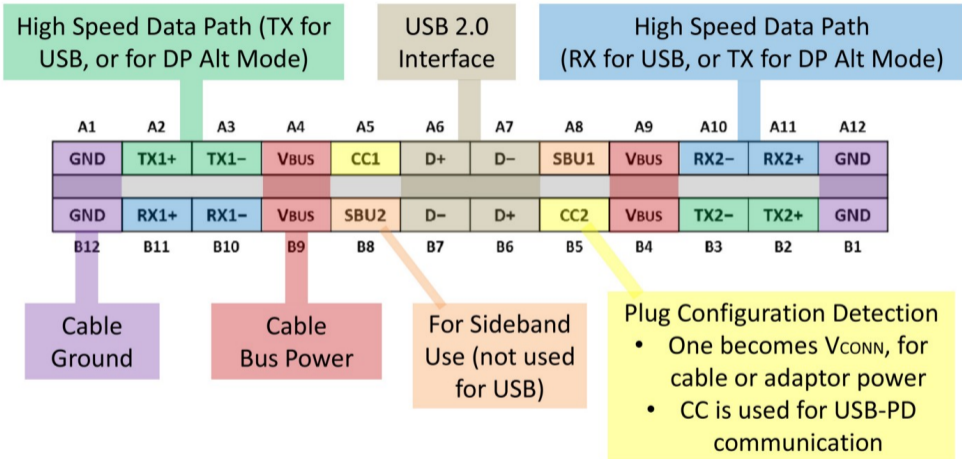 High Speed Data Path (TX for
USB, or for DP Alt Mode)
USB 2.0
Interface
High Speed Data Path
(RX for USB, or TX for DP Alt Mode)
A1 A2 A3 A4 A5 A6 A7 A8 A9 A10 A11 A12
GND TX1+ TX1− VBUS CC1 D+ D− SBU1 VBUS RX2− RX2+ GND
GND RX1+ RX1− VBUS SBU2 D− D+ CC2 VBUS TX2− TX2+ GND
B12 B11 B10 B9 B8 B7 B6 B5 B4 B3 B2 B1
Cable
Ground
Cable
Bus Power
For Sideband
Use (not used
for USB)
Plug Configuration Detection
• One becomes VCONN, for
cable or adaptor power
• CC is used for USB-PD
communication